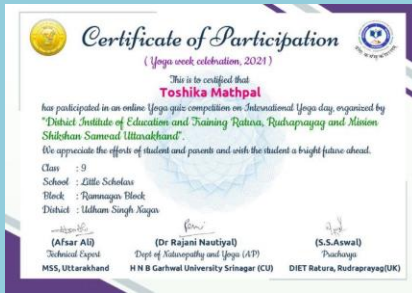 Certificate of Participation
( Yoga week celebration, 2021 )
This is to certified that
Toshika Mathpal
has participated in an online Yoga quiz competition on International Yoga day, organized by
"District Institute of Education and Training Ratura, Rudraprayag and Mission
Shikshan Samvad Uttarakhand".
We appreciate the efforts of student and parents and wish the student a bright future ahead.
Class : 9
School : Little Scholars
Block : Ramnagar Block
District : Udham Singh Nagar
(Afsar Ali) (Dr Rajani Nautiyal) (S.S.Aswal)
Technical Expert Dept of Naturopathy and Yoga (A.P) Pracharya
MSS, Uttarakhand H N B Garhwal University Srinagar (CU) DIET Ratura, Rudraprayag(UK)